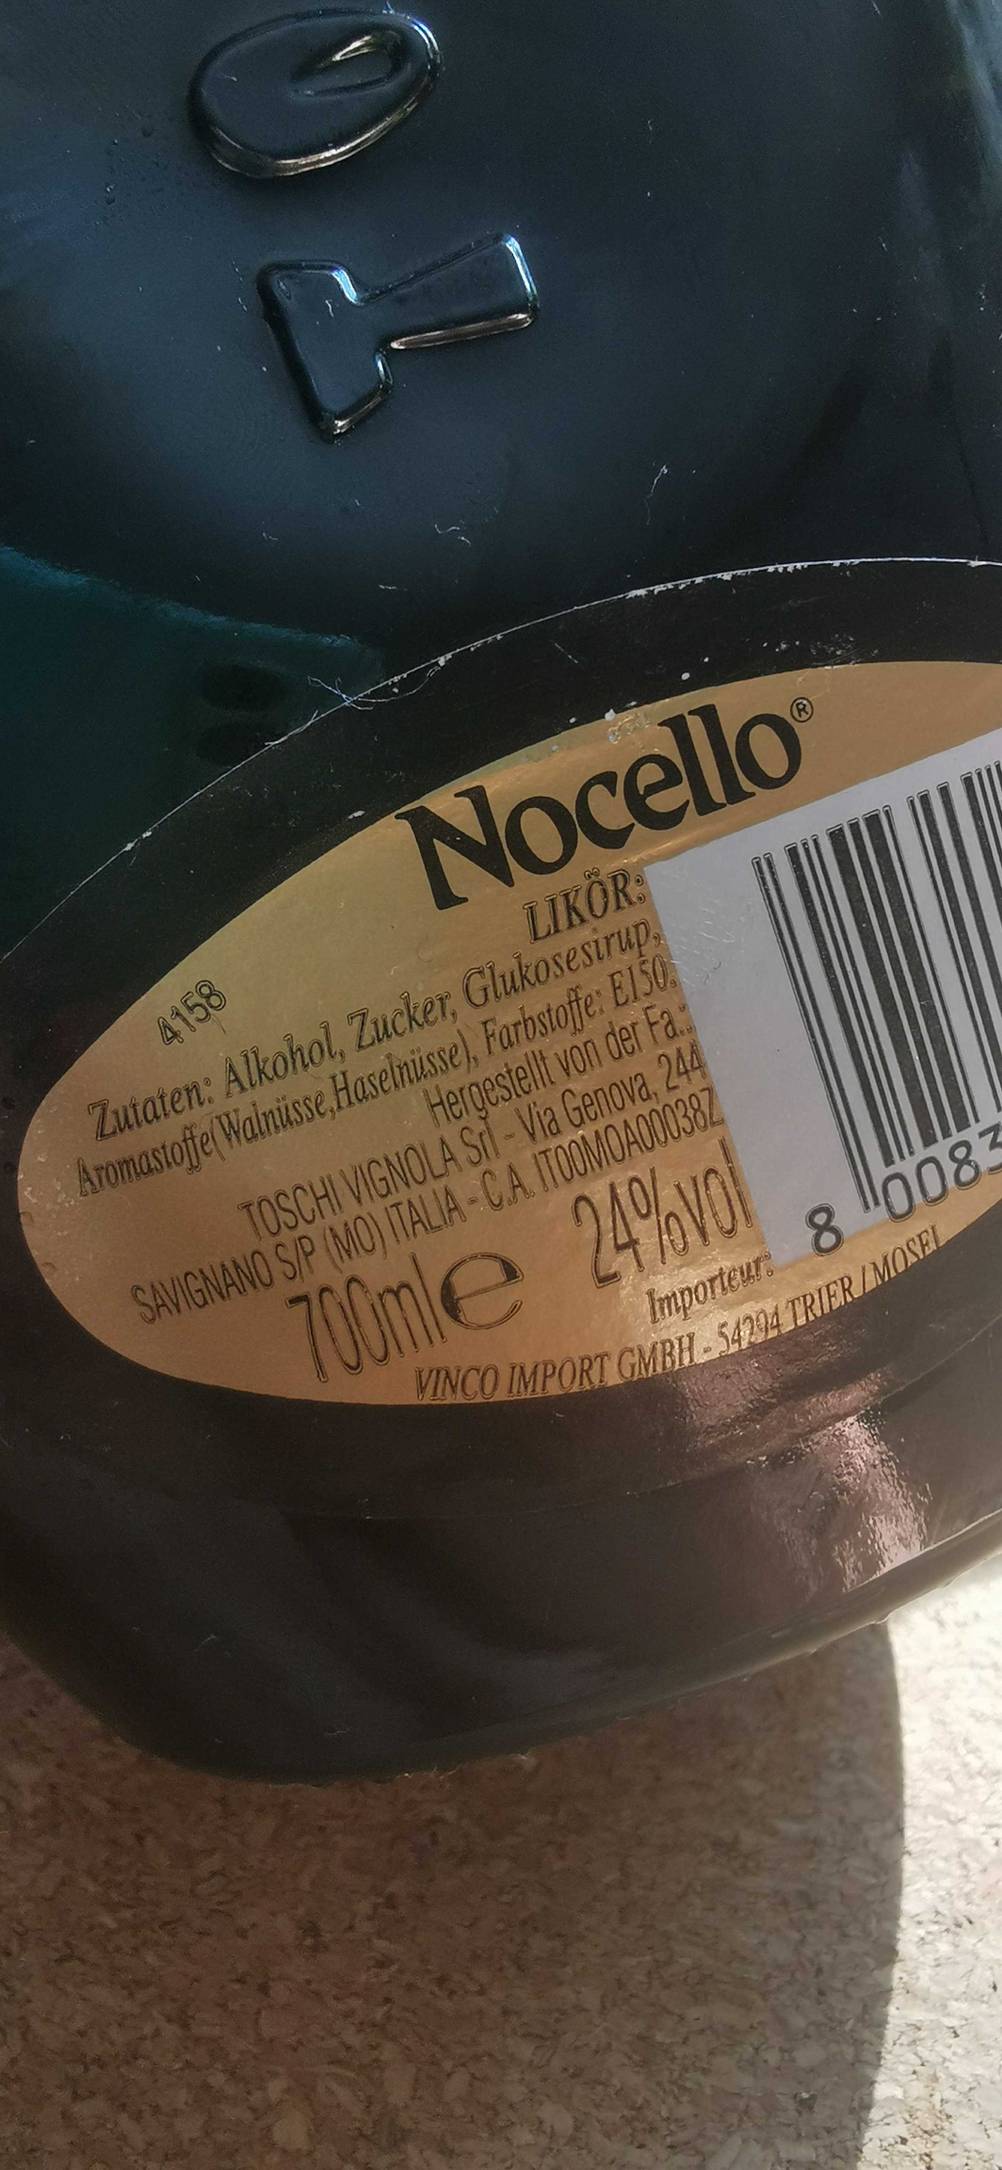 OT
Nocello®
LIKÖR:
4158
Zutaten: Alkohol, Zucker, Glukosesirup,
Aromastoffe(Walnüsse,Haselnüsse), Farbstoffe: E150.
Hergestellt von der Fa.:
TOSCHI VIGNOLA Srl - Via Genova, 244
SAVIGNANO S/P (MO) ITALIA - C.A. IT00MOA00038Z
700ml e 24%vol
8 0083
Importeur:
VINCO IMPORT GMBH - 54294 TRIER / MOSEL